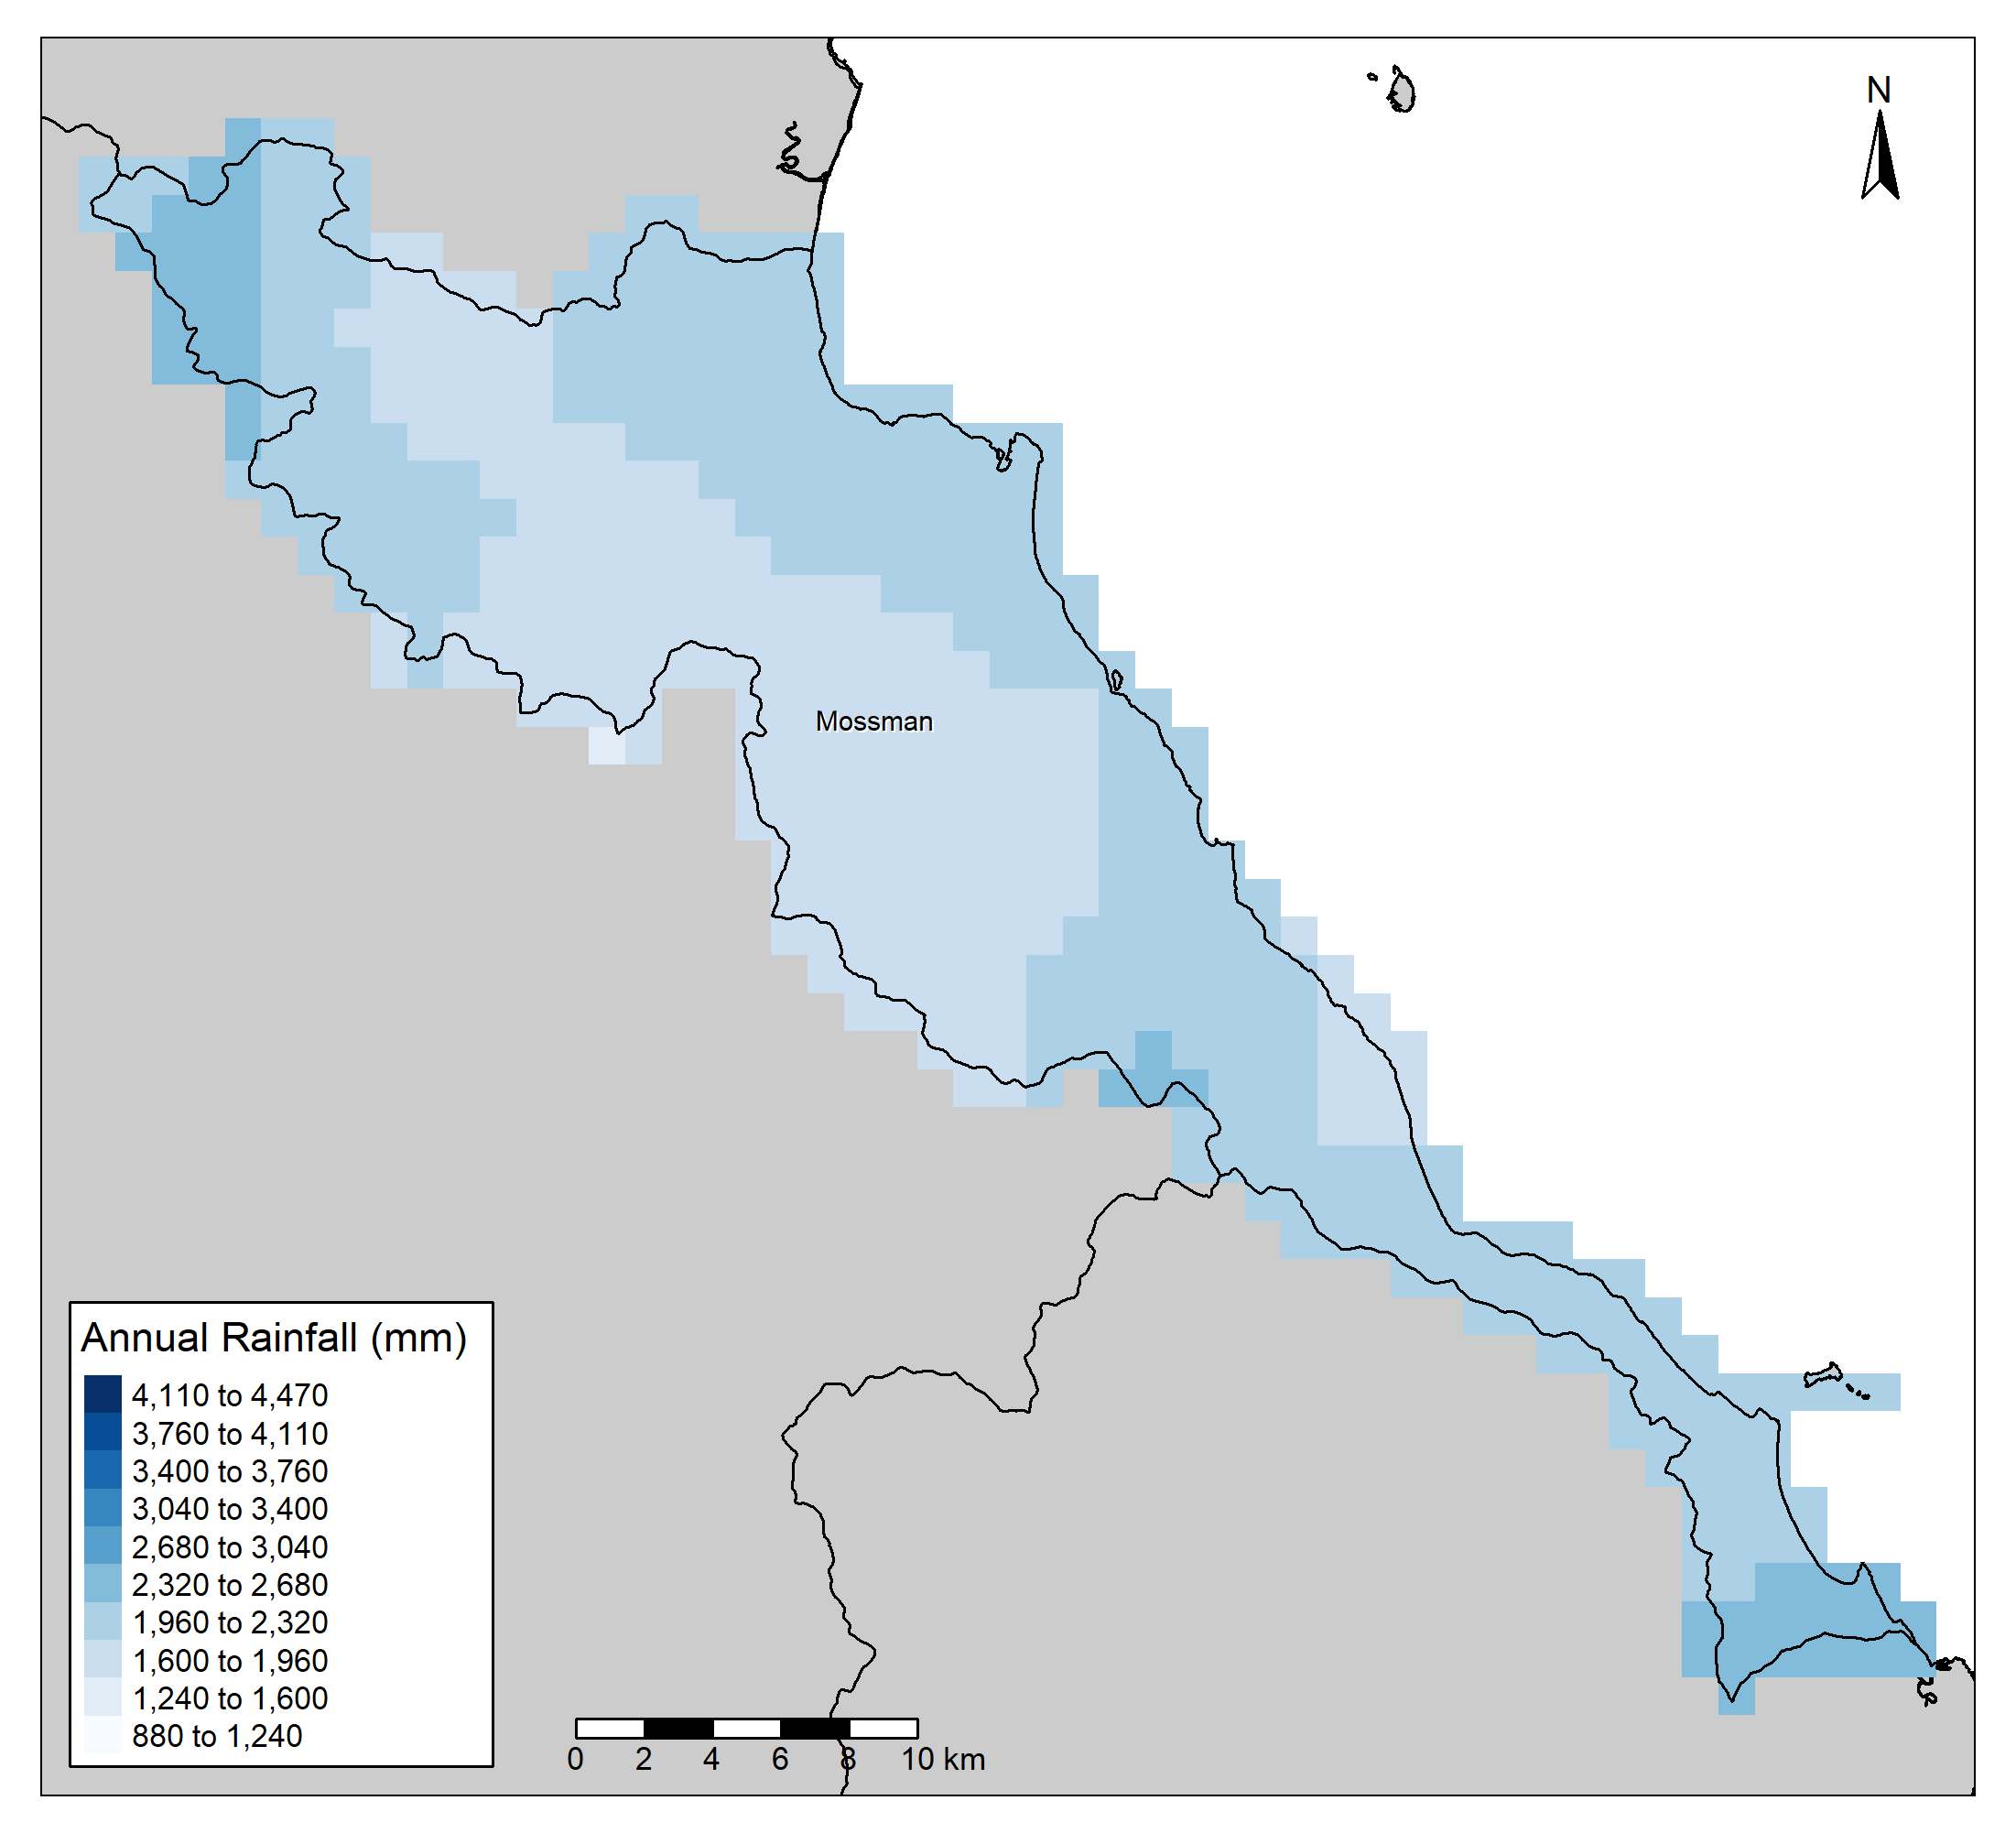 N
Mossman
Annual Rainfall (mm)
4,110 to 4,470
3,760 to 4,110
3,400 to 3,760
3,040 to 3,400
2,680 to 3,040
2,320 to 2,680
1,960 to 2,320
1,600 to 1,960
1,240 to 1,600
880 to 1,240
0 2 4 6 8 10 km